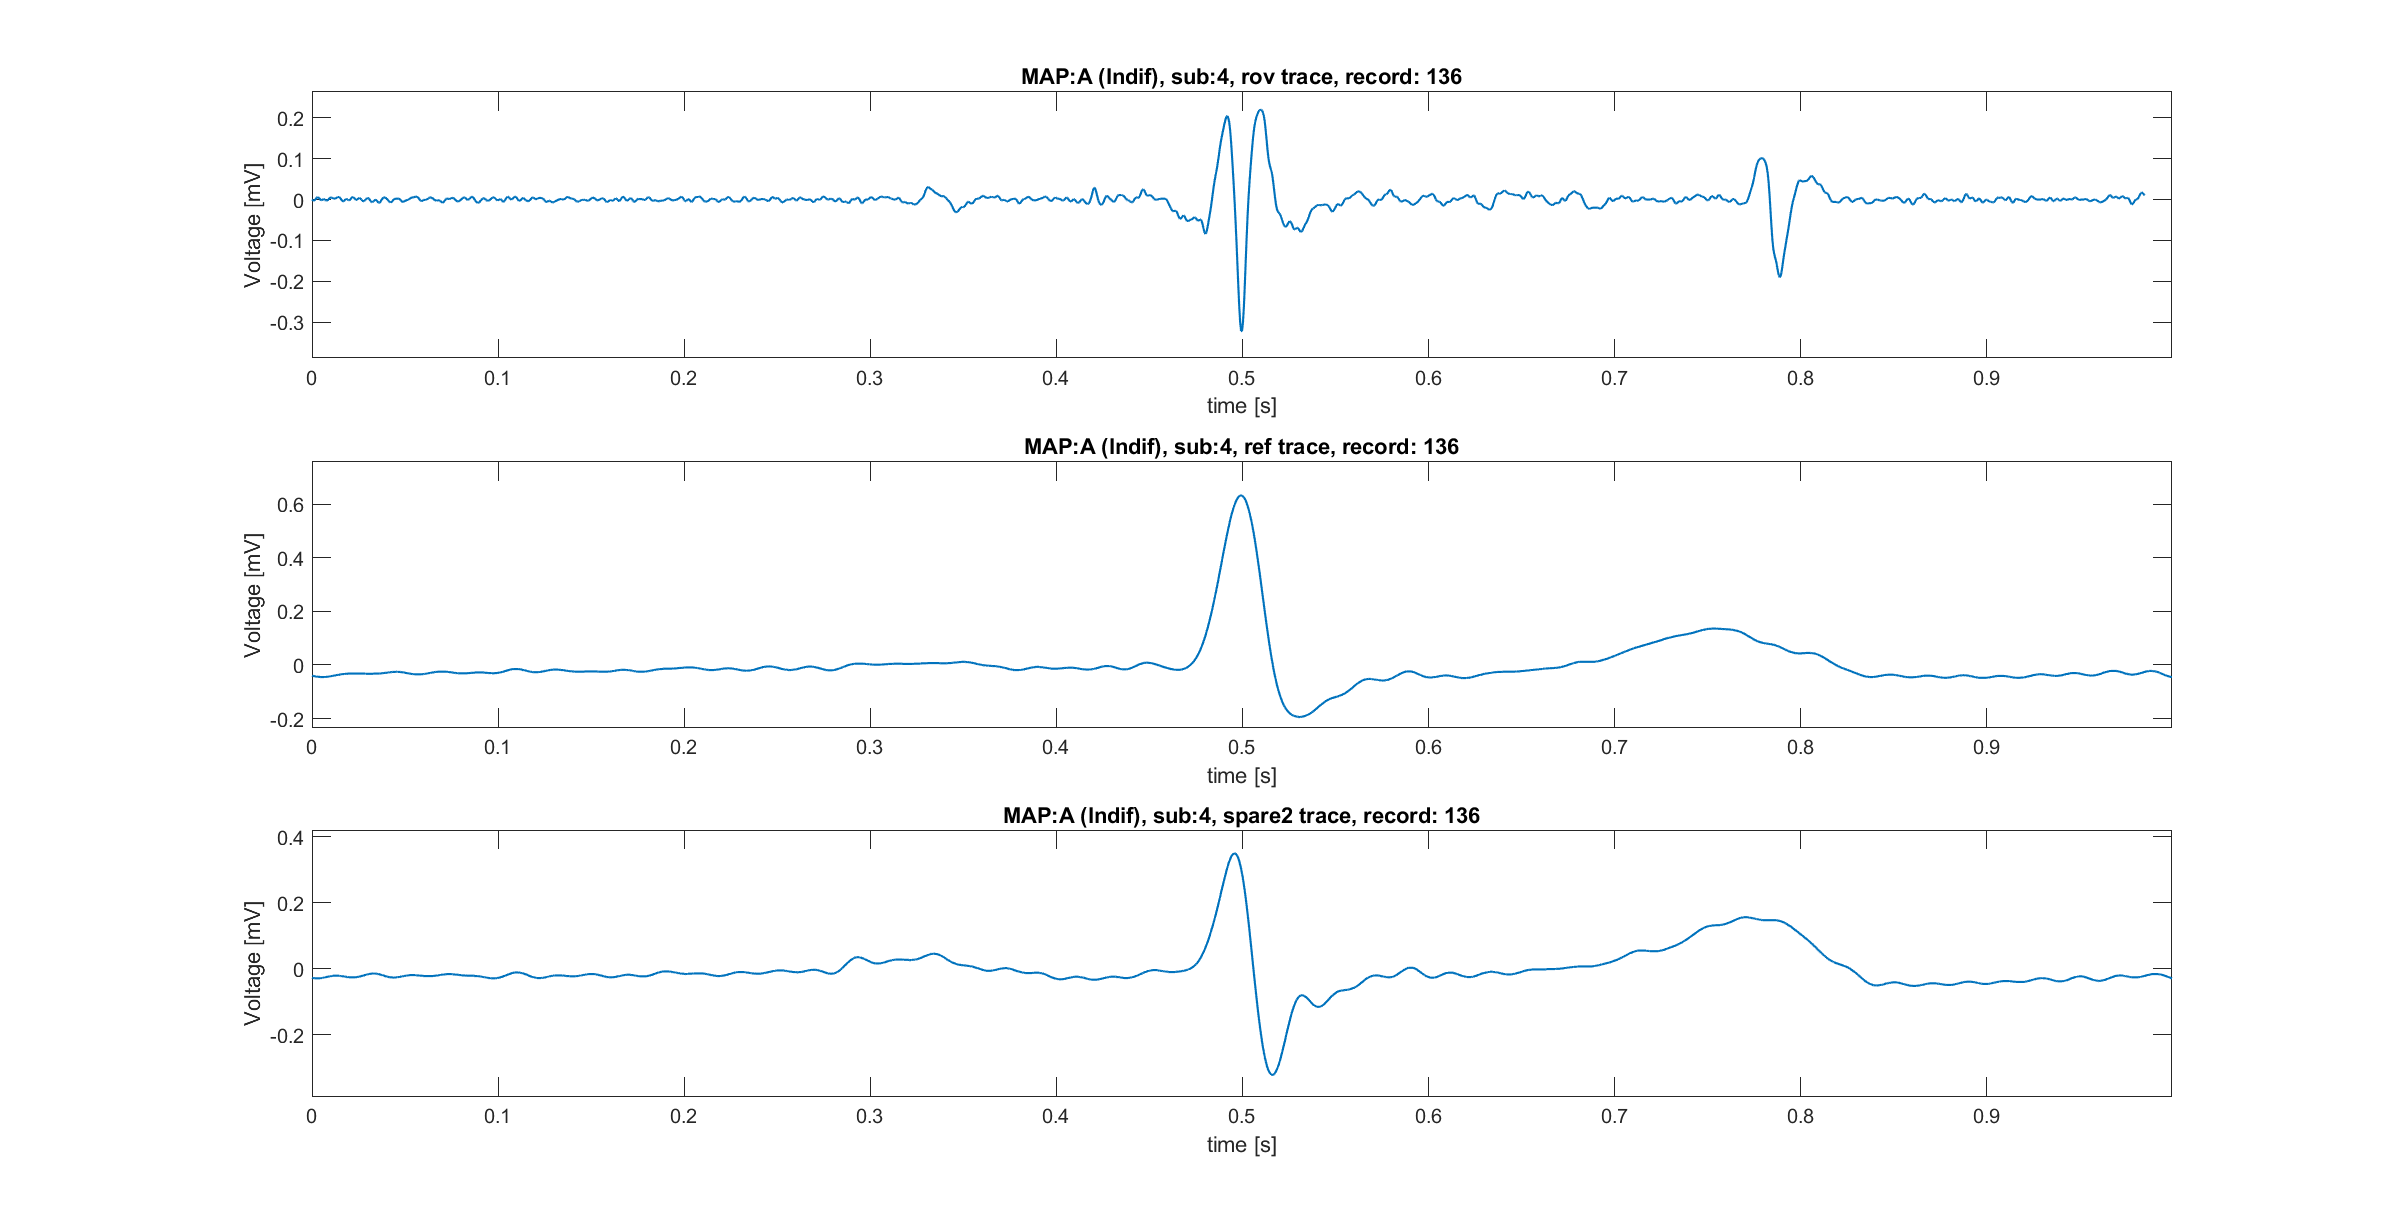 MAP:A (Indif), sub:4, rov trace, record: 136
Voltage [mV]
0.2
0.1
0
-0.1
-0.2
-0.3
0 0.1 0.2 0.3 0.4 0.5 0.6 0.7 0.8 0.9
time [s]
MAP:A (Indif), sub:4, ref trace, record: 136
Voltage [mV]
0.6
0.4
0.2
0
-0.2
0 0.1 0.2 0.3 0.4 0.5 0.6 0.7 0.8 0.9
time [s]
MAP:A (Indif), sub:4, spare2 trace, record: 136
Voltage [mV]
0.4
0.2
0
-0.2
0 0.1 0.2 0.3 0.4 0.5 0.6 0.7 0.8 0.9
time [s]